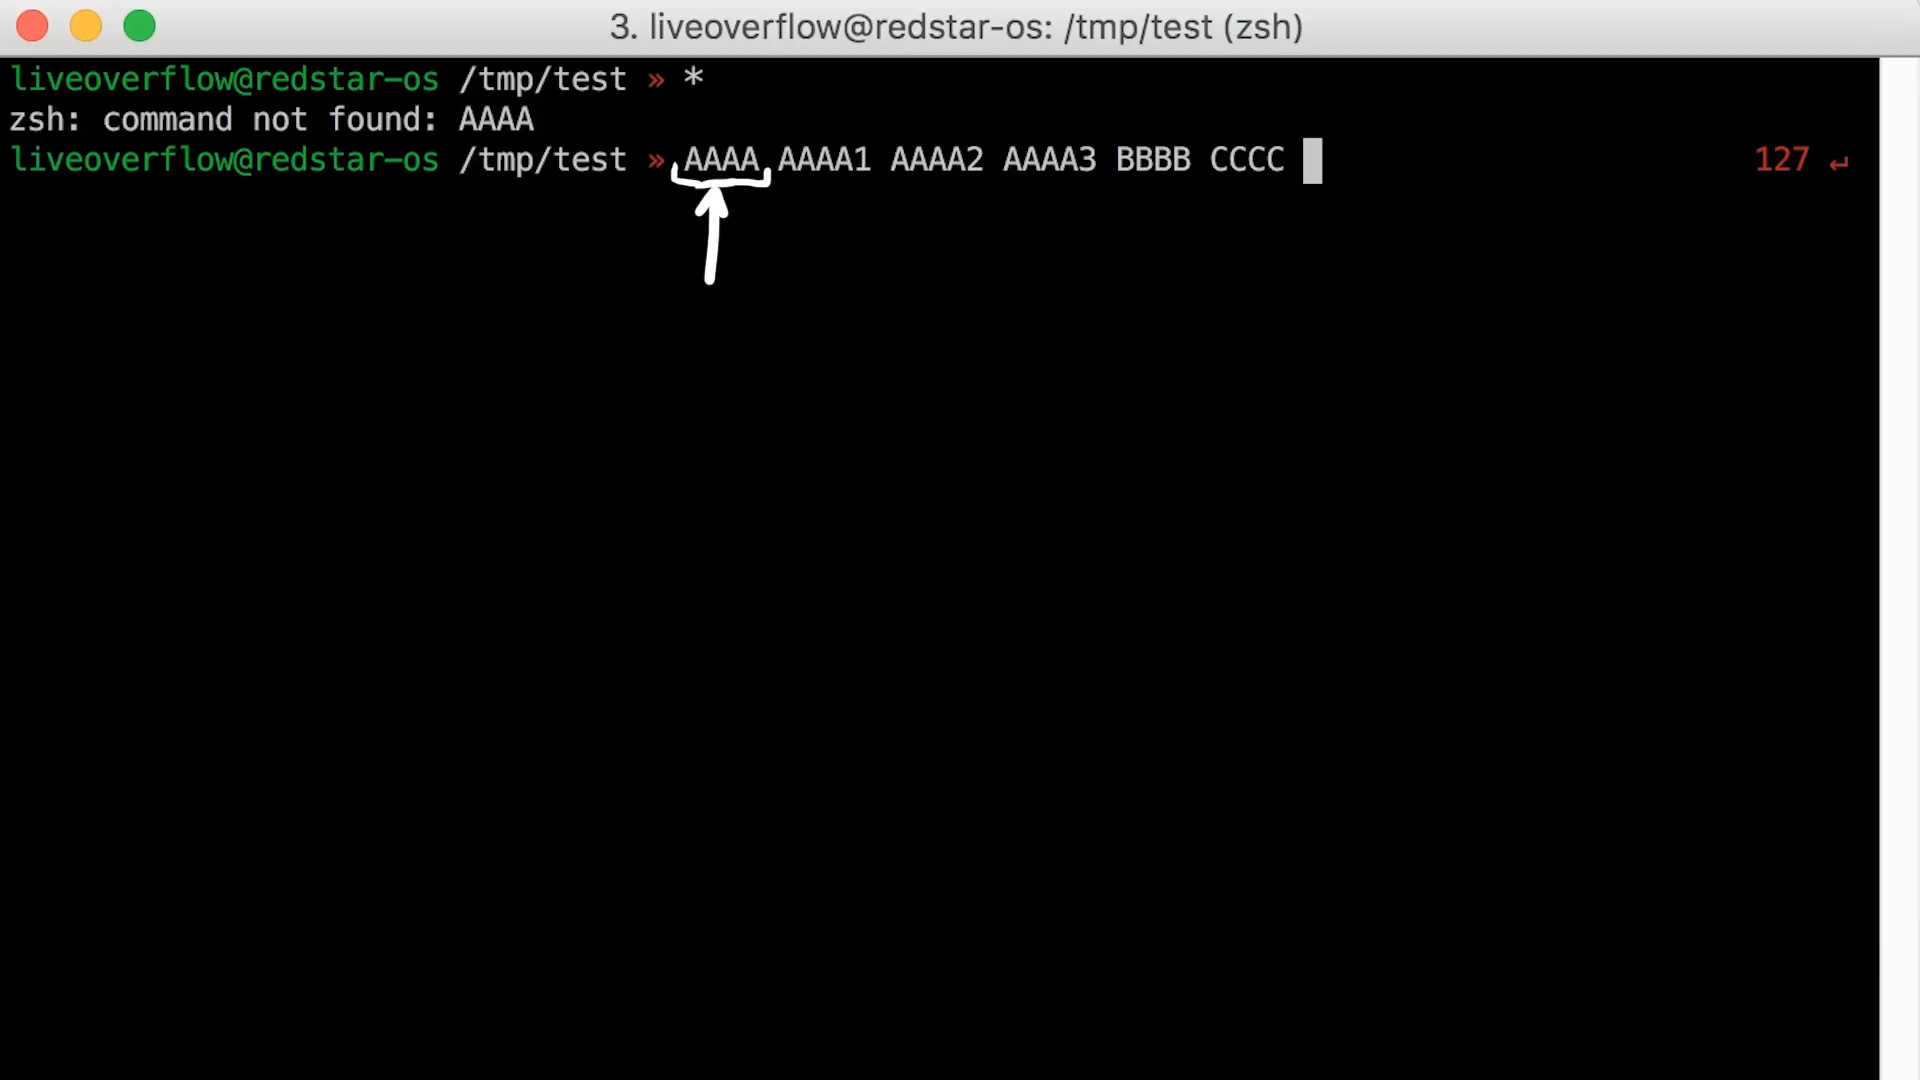 3. liveoverflow@redstar-os: /tmp/test (zsh)
liveoverflow@redstar-os /tmp/test » *
zsh: command not found: AAAA
liveoverflow@redstar-os /tmp/test » AAAA AAAA1 AAAA2 AAAA3 BBBB CCCC 127 ↵